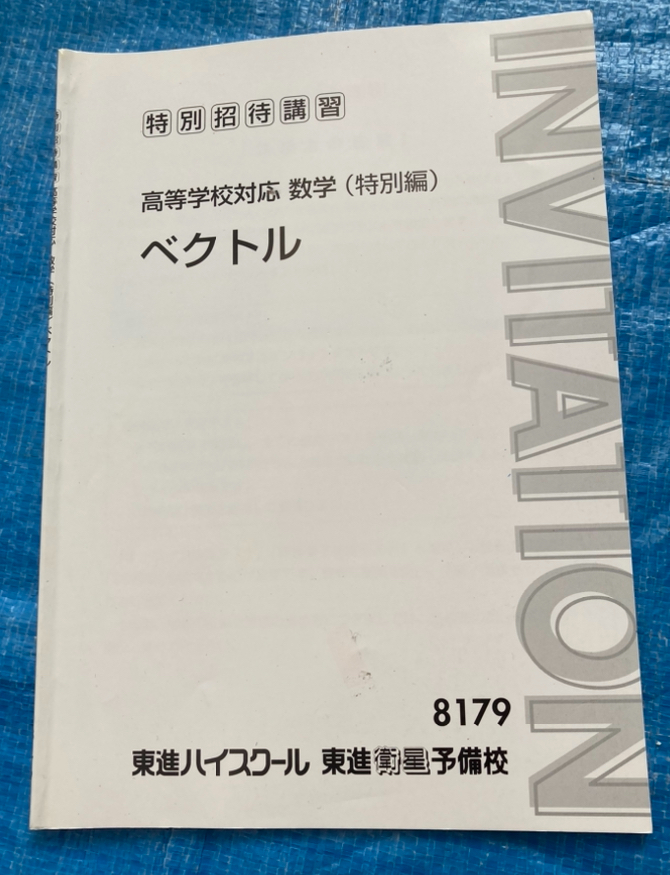 特別招待講習
高等学校対応 数学（特別編）
ベクトル
INVITATION
8179
東進ハイスクール 東進衛星予備校